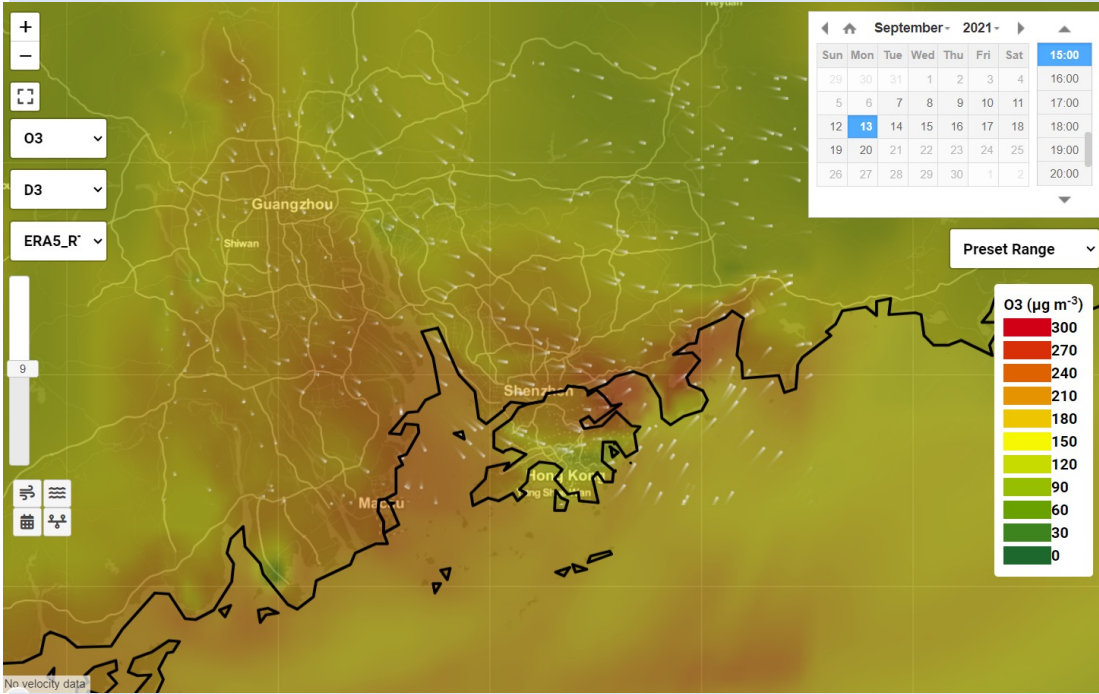 +
−
O3
D3
ERA5_R
9
No velocity data
Heyuan
Guangzhou
Shiwan
Shenzhen
Hong Kong
Macau
September 2021
Sun Mon Tue Wed Thu Fri Sat
29 30 31 1 2 3 4
5 6 7 8 9 10 11
12 13 14 15 16 17 18
19 20 21 22 23 24 25
26 27 28 29 30 1 2
15:00
16:00
17:00
18:00
19:00
20:00
Preset Range
O3 (µg m⁻³)
300
270
240
210
180
150
120
90
60
30
0